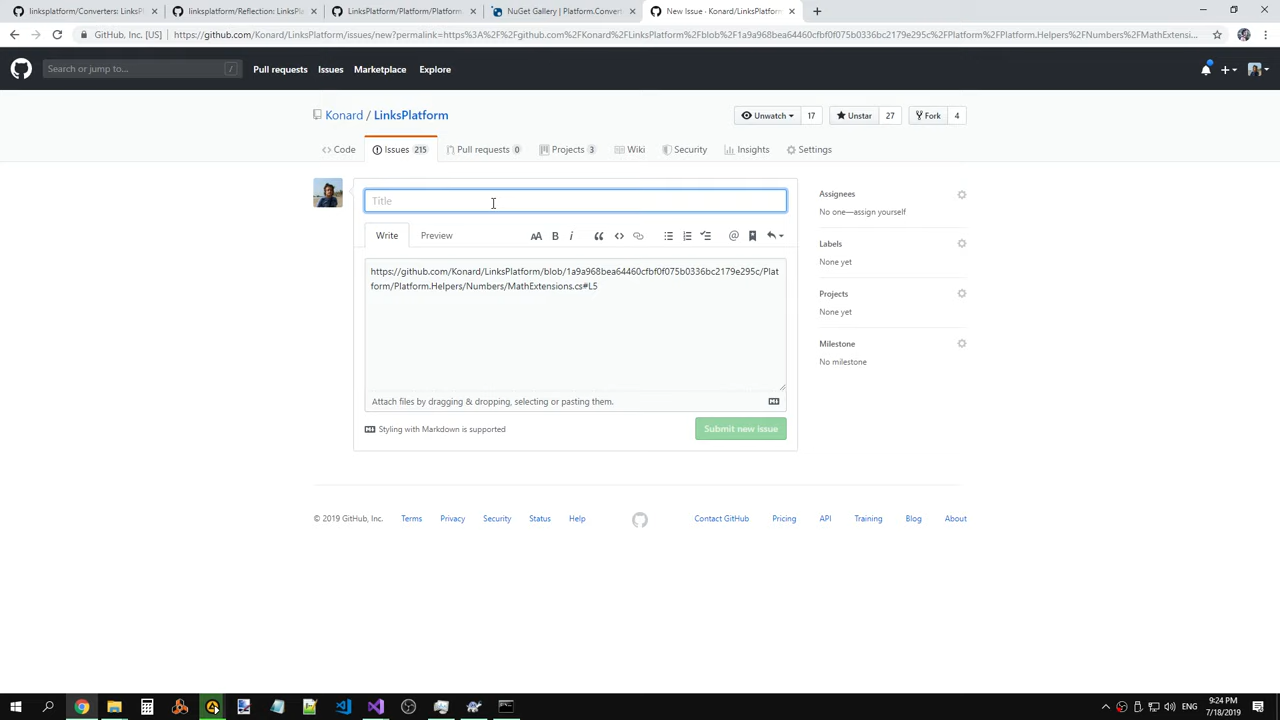 linksplatform/Converters: LinksPl
linksplatform/Reflection: LinksPla
LinksPlatform/Platform/Platform.
NuGet Gallery | Platform.Convert
New Issue · Konard/LinksPlatform
GitHub, Inc. [US]
https://github.com/Konard/LinksPlatform/issues/new?permalink=https%3A%2F%2Fgithub.com%2FKonard%2FLinksPlatform%2Fblob%2F1a9a968bea64460cfbf0f075b0336bc2179e295c%2FPlatform%2FPlatform.Helpers%2FNumbers%2FMathExtensions...
Search or jump to...
/
Pull requests
Issues
Marketplace
Explore
Konard / LinksPlatform
Unwatch
17
Unstar
27
Fork
4
Code
Issues 215
Pull requests 0
Projects 3
Wiki
Security
Insights
Settings
Title
Write
Preview
AA B i
@
https://github.com/Konard/LinksPlatform/blob/1a9a968bea64460cfbf0f075b0336bc2179e295c/Plat
form/Platform.Helpers/Numbers/MathExtensions.cs#L5
Attach files by dragging & dropping, selecting or pasting them.
Styling with Markdown is supported
Submit new issue
Assignees
No one—assign yourself
Labels
None yet
Projects
None yet
Milestone
No milestone
© 2019 GitHub, Inc.
Terms
Privacy
Security
Status
Help
Contact GitHub
Pricing
API
Training
Blog
About
ENG
9:24 PM
7/18/2019